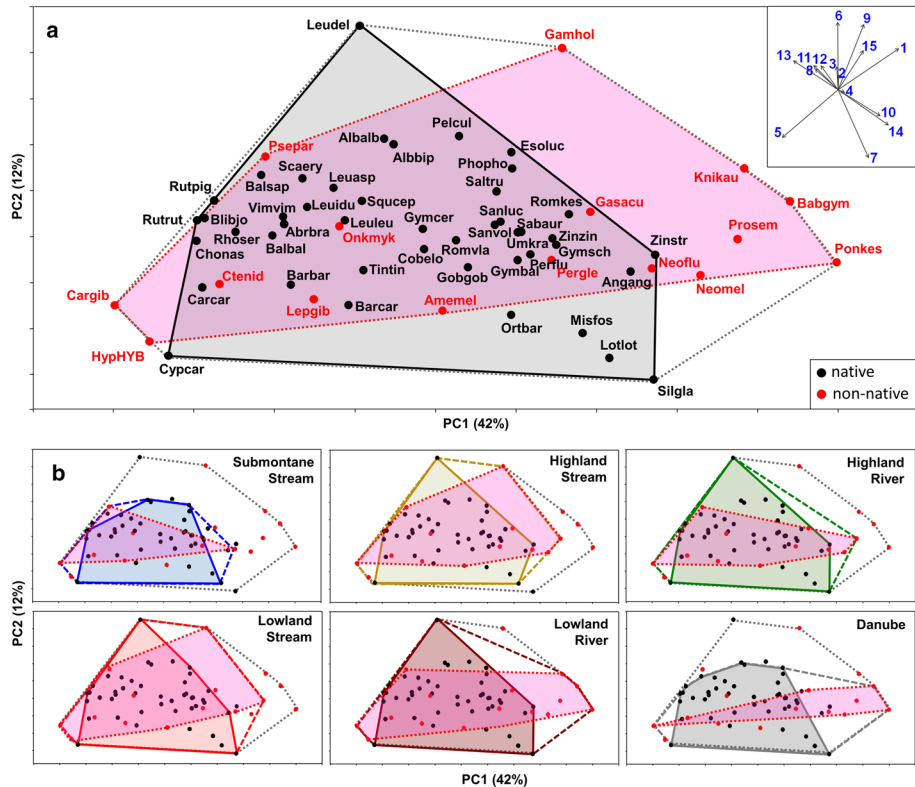 a
Leudel
Gamhol
6
9
1
15
13
11
12
3
2
8
4
10
14
5
7
Psepar
Albalb
Pelcul
Albbip
Esoluc
Scaery
Phopho
Balsap
Leuasp
Saltru
Knikau
Rutpig
Squcep
Romkes
Gasacu
Babgym
Rutrut
Blibjo
Vimvim
Leuidu
Leuleu
Gymcer
Sanluc
Sabaur
Prosem
Rhoser
Abrbra
Onkmyk
Sanvol
Umkra
Zinzin
Zinstr
Chonas
Balbal
Cobelo
Romvla
Gymsch
Ponkes
Ctenid
Barbar
Tintin
Gobgob
Gymbal
Perflu
Pergle
Neoflu
Carcar
Angang
Neomel
Cargib
Lepgib
Barcar
Amemel
Ortbar
Misfos
HypHYB
Lotlot
Cypcar
Silgla
native
non-native
PC2 (12%)
PC1 (42%)
b
Submontane
Stream
Highland
Stream
Highland
River
Lowland
Stream
Lowland
River
Danube
PC2 (12%)
PC1 (42%)